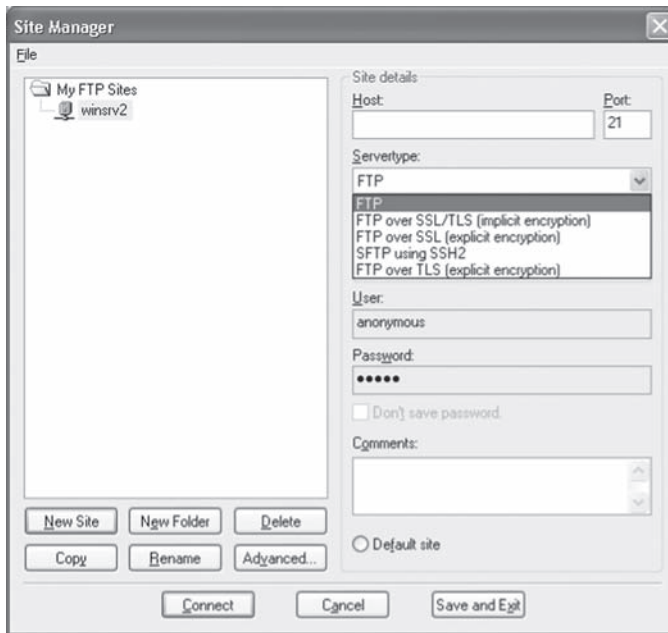 Site Manager
File
My FTP Sites
winsrv2
New Site
New Folder
Delete
Copy
Rename
Advanced...
Site details
Host:
Port:
21
Servertype:
FTP
FTP
FTP over SSL/TLS (implicit encryption)
FTP over SSL (explicit encryption)
SFTP using SSH2
FTP over TLS (explicit encryption)
User:
anonymous
Password:
•••••
Don't save password
Comments:
Default site
Connect
Cancel
Save and Exit